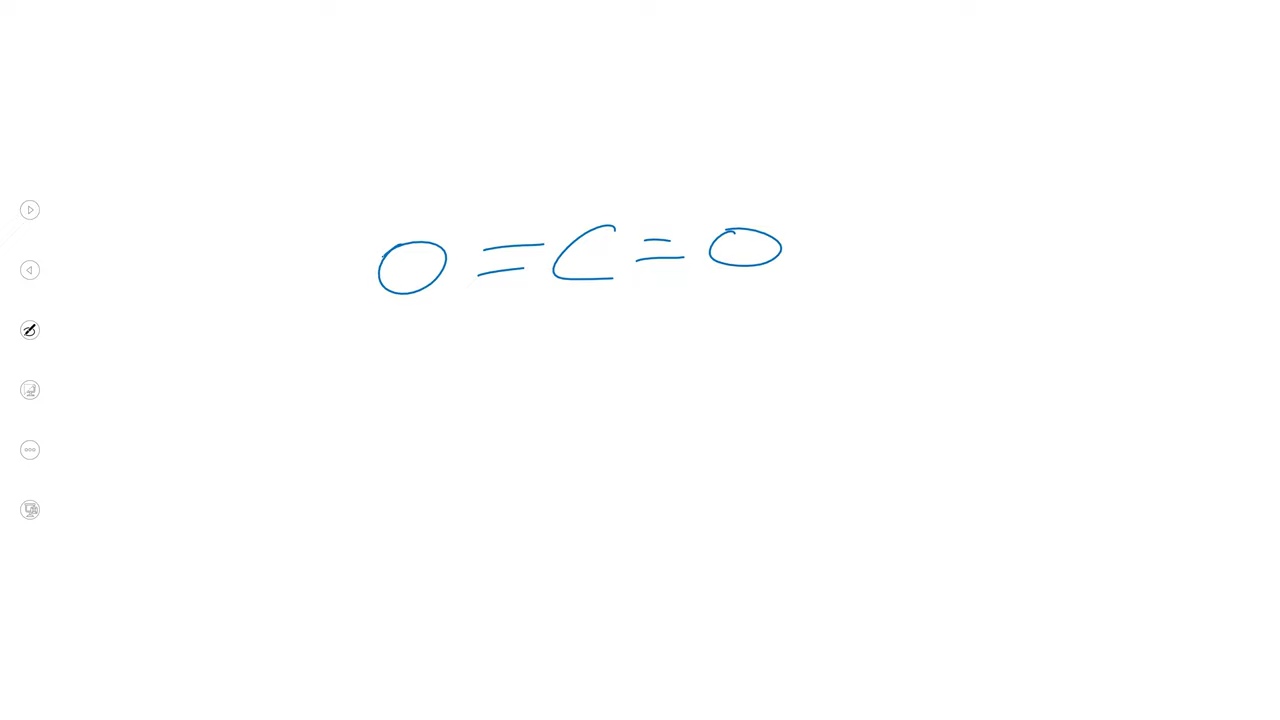 O = C = O